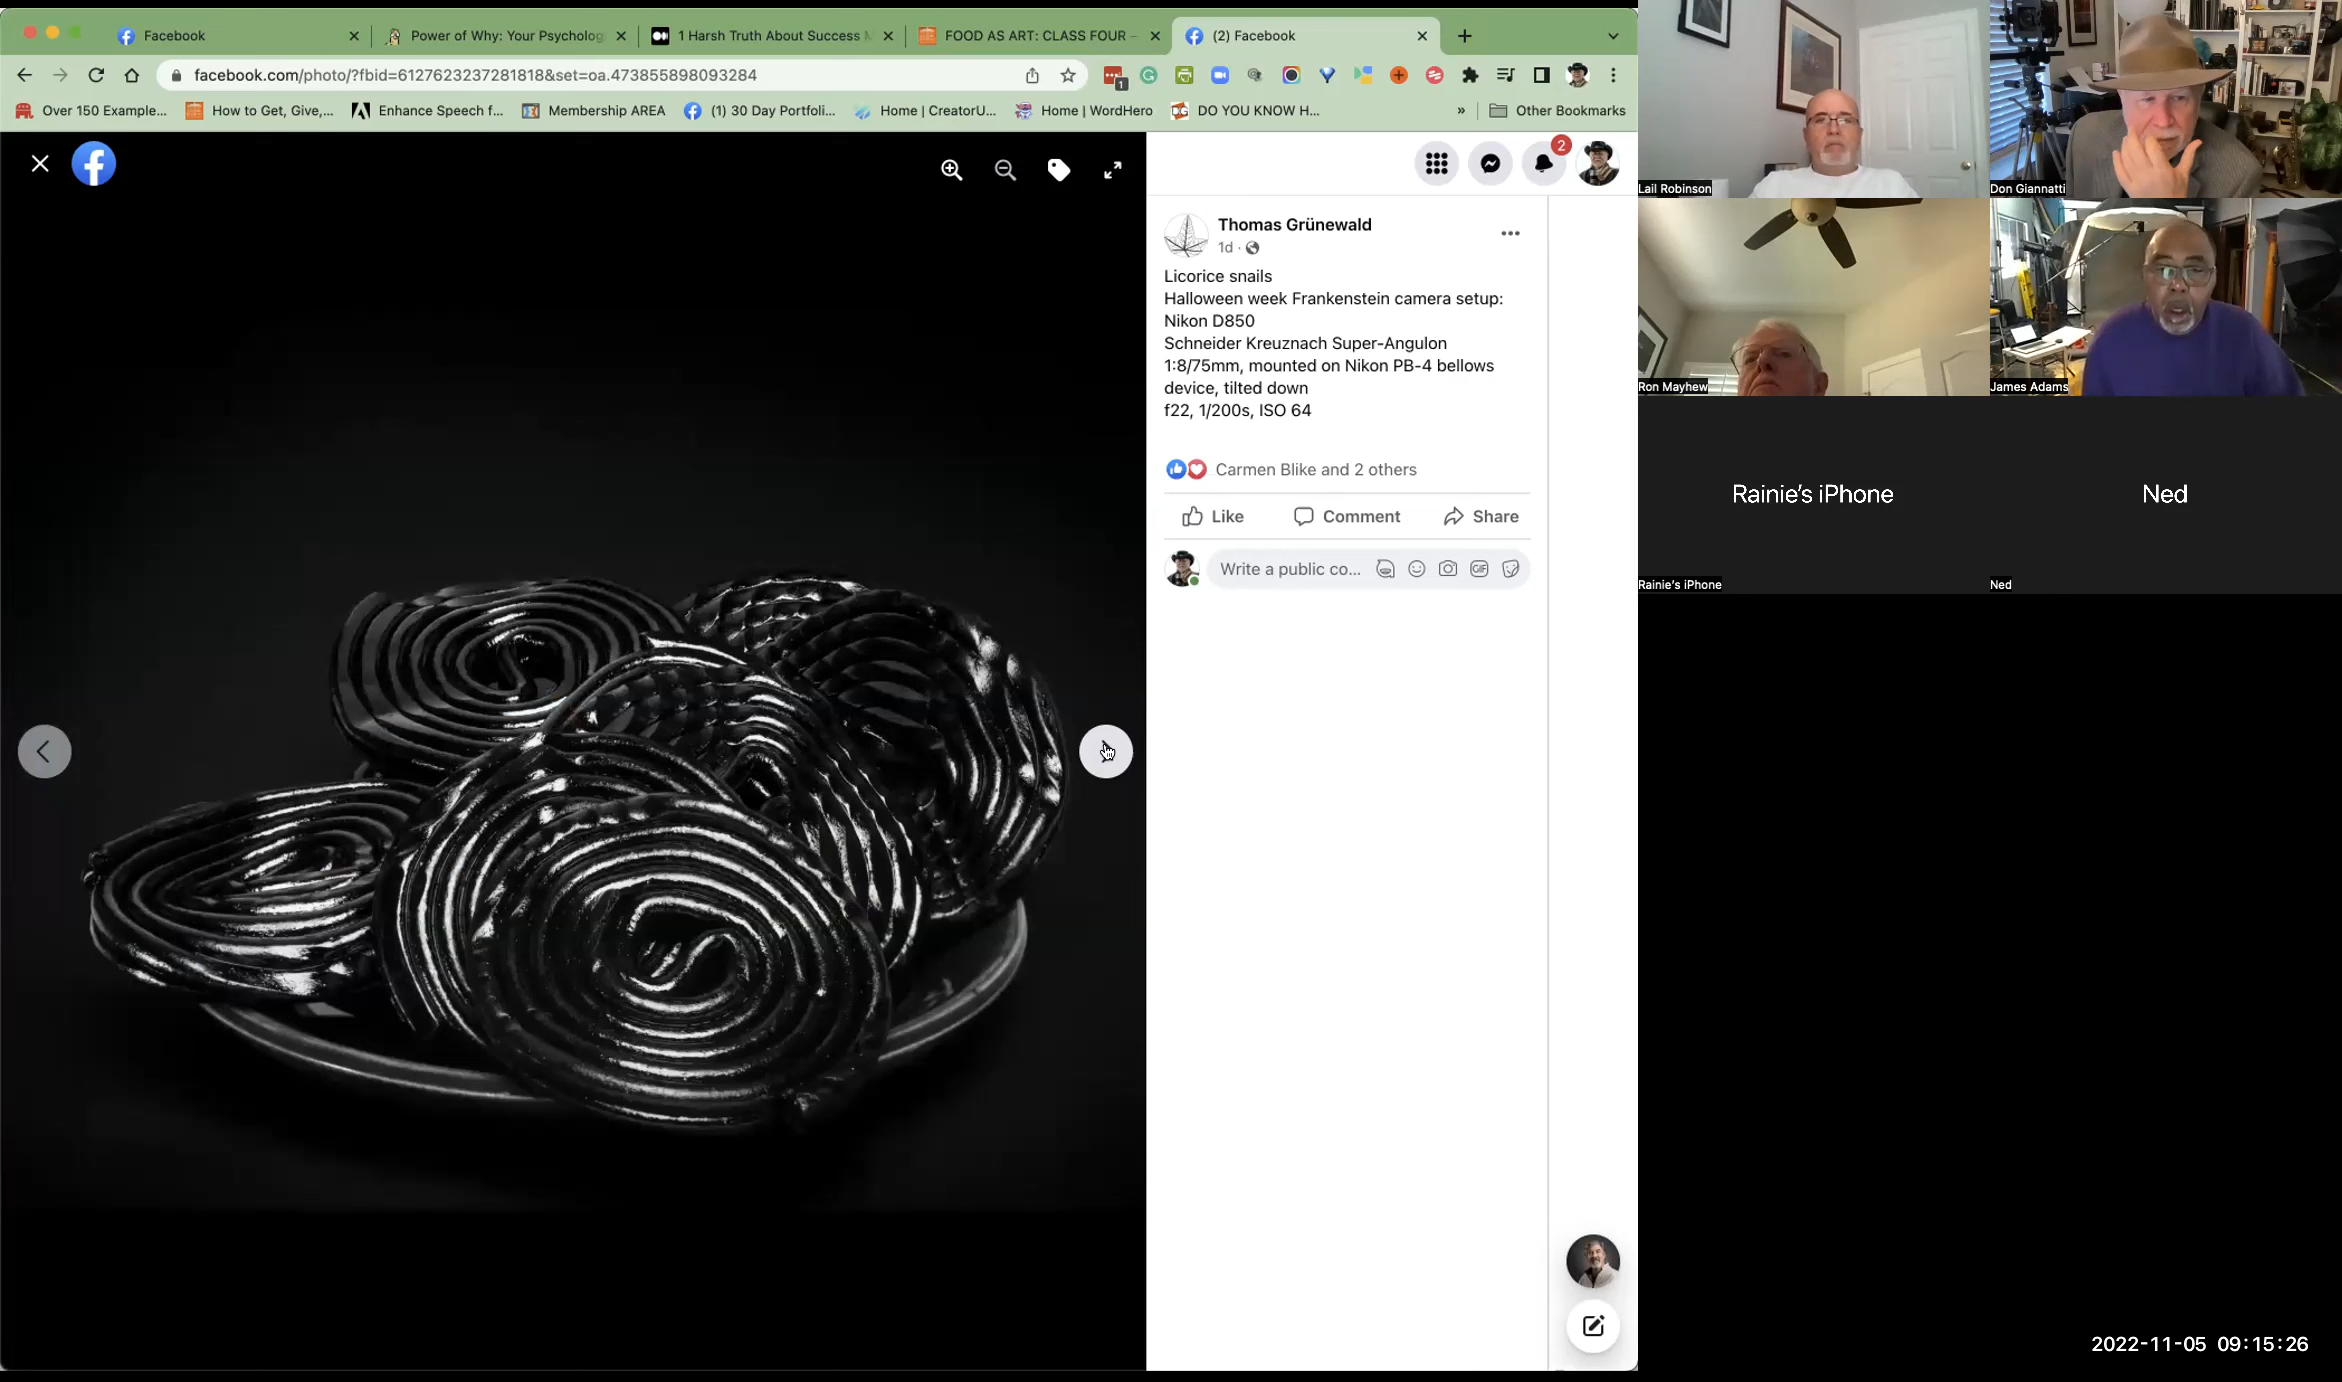 Facebook
Power of Why: Your Psycholog
1 Harsh Truth About Success M
FOOD AS ART: CLASS FOUR –
(2) Facebook
facebook.com/photo/?fbid=6127623237281818&set=oa.473855898093284
1
Over 150 Example...
How to Get, Give,...
Enhance Speech f...
Membership AREA
(1) 30 Day Portfoli...
Home | CreatorU...
Home | WordHero
DO YOU KNOW H...
»
Other Bookmarks
2
Thomas Grünewald
1d ·
Licorice snails
Halloween week Frankenstein camera setup:
Nikon D850
Schneider Kreuznach Super-Angulon
1:8/75mm, mounted on Nikon PB-4 bellows
device, tilted down
f22, 1/200s, ISO 64
Carmen Blike and 2 others
Like
Comment
Share
Write a public co...
GIF
Lail Robinson
Don Giannatti
Ron Mayhew
James Adams
Rainie's iPhone
Ned
Rainie's iPhone
Ned
2022-11-05 09:15:26